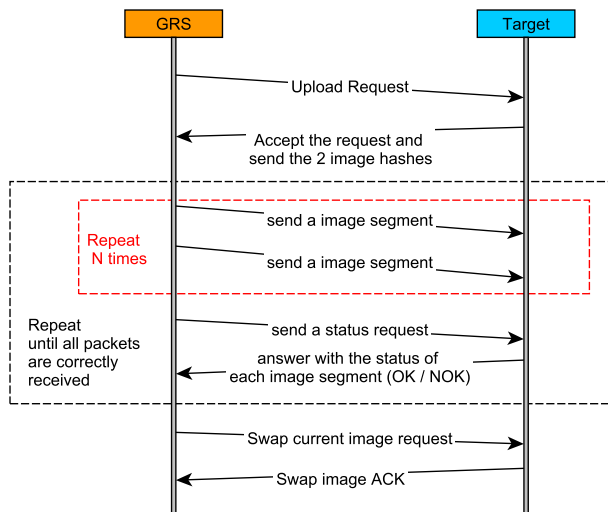 GRS
Target
Upload Request
Accept the request and
send the 2 image hashes
send a image segment
Repeat
N times
send a image segment
Repeat
until all packets
are correctly
received
send a status request
answer with the status of
each image segment (OK / NOK)
Swap current image request
Swap image ACK